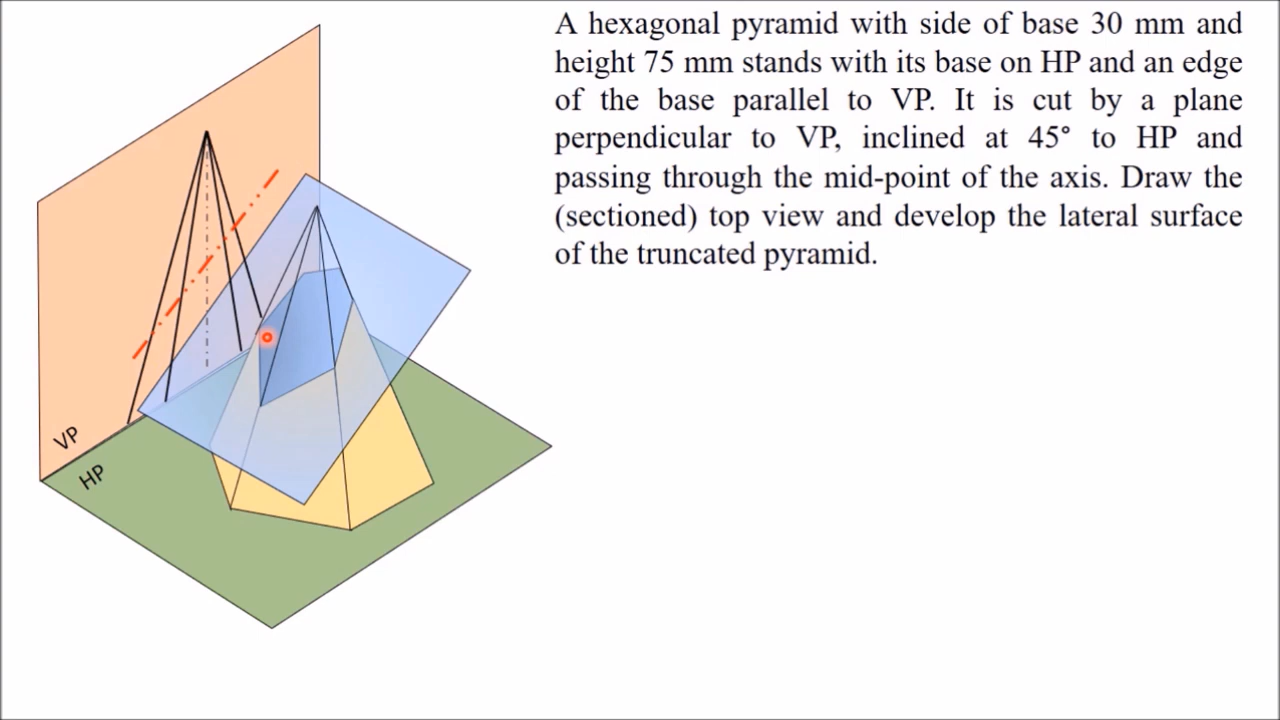 A hexagonal pyramid with side of base 30 mm and
height 75 mm stands with its base on HP and an edge
of the base parallel to VP. It is cut by a plane
perpendicular to VP, inclined at 45° to HP and
passing through the mid-point of the axis. Draw the
(sectioned) top view and develop the lateral surface
of the truncated pyramid.
VP
HP